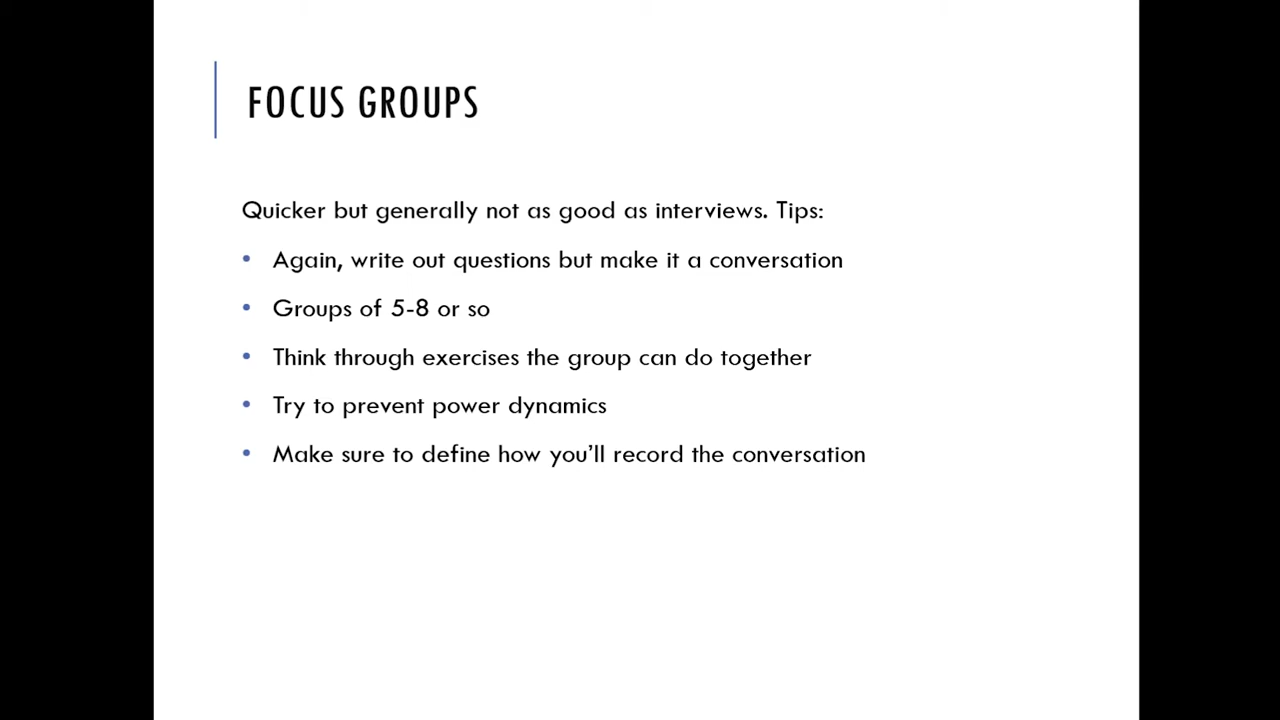 FOCUS GROUPS
Quicker but generally not as good as interviews. Tips:
• Again, write out questions but make it a conversation
• Groups of 5-8 or so
• Think through exercises the group can do together
• Try to prevent power dynamics
• Make sure to define how you’ll record the conversation